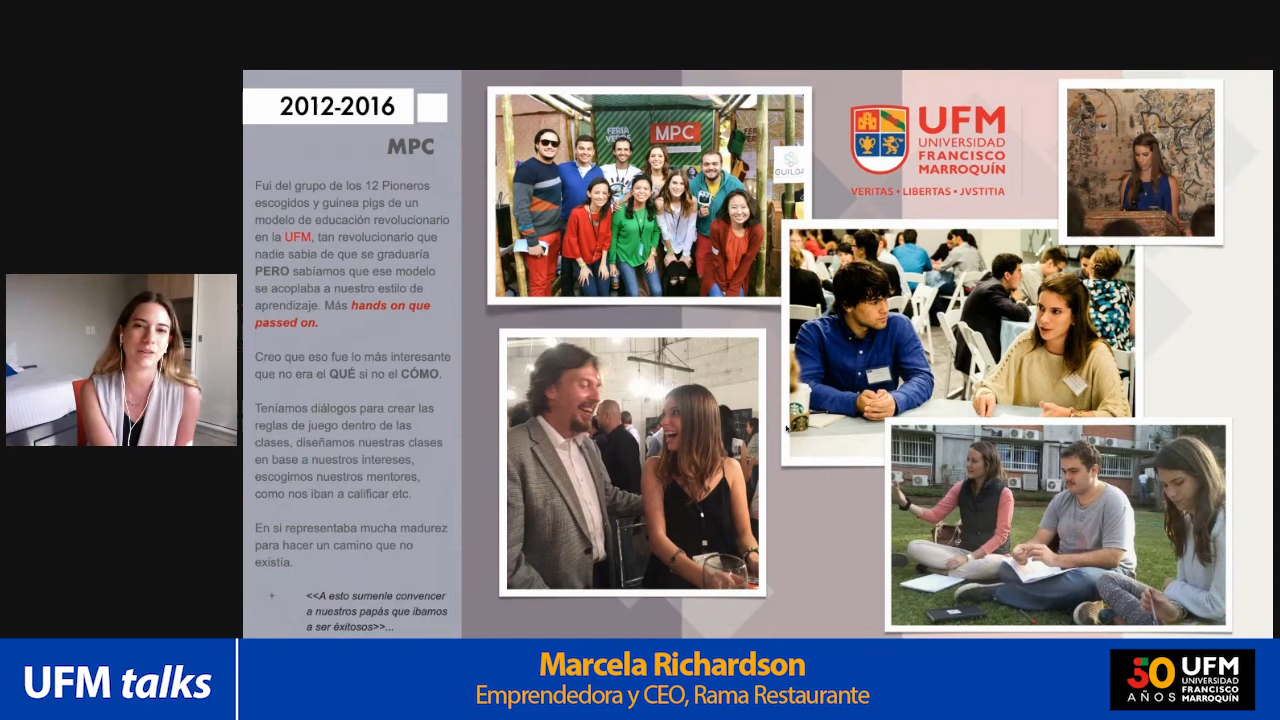 2012-2016
MPC
Fui del grupo de los 12 Pioneros
escogidos y guinea pigs de un
modelo de educación revolucionario
en la UFM, tan revolucionario que
nadie sabia de que se graduaría
PERO sabíamos que ese modelo
se acoplaba a nuestro estilo de
aprendizaje. Más hands on que
passed on.
Creo que eso fue lo más interesante
que no era el QUÉ si no el CÓMO.
Teníamos diálogos para crear las
reglas de juego dentro de las
clases, diseñamos nuestras clases
en base a nuestros intereses,
escogimos nuestros mentores,
como nos iban a calificar etc.
En si representaba mucha madurez
para hacer un camino que no
existía.
+ <<A esto sumenle convencer
a nuestros papás que ibamos
a ser éxitosos>>...
FERIA
VERDE
MPC
GUILDA
UFM
UNIVERSIDAD
FRANCISCO
MARROQUÍN
VERITAS • LIBERTAS • JVSTITIA
UFM talks
Marcela Richardson
Emprendedora y CEO, Rama Restaurante
50
AÑOS
UFM
UNIVERSIDAD
FRANCISCO
MARROQUÍN